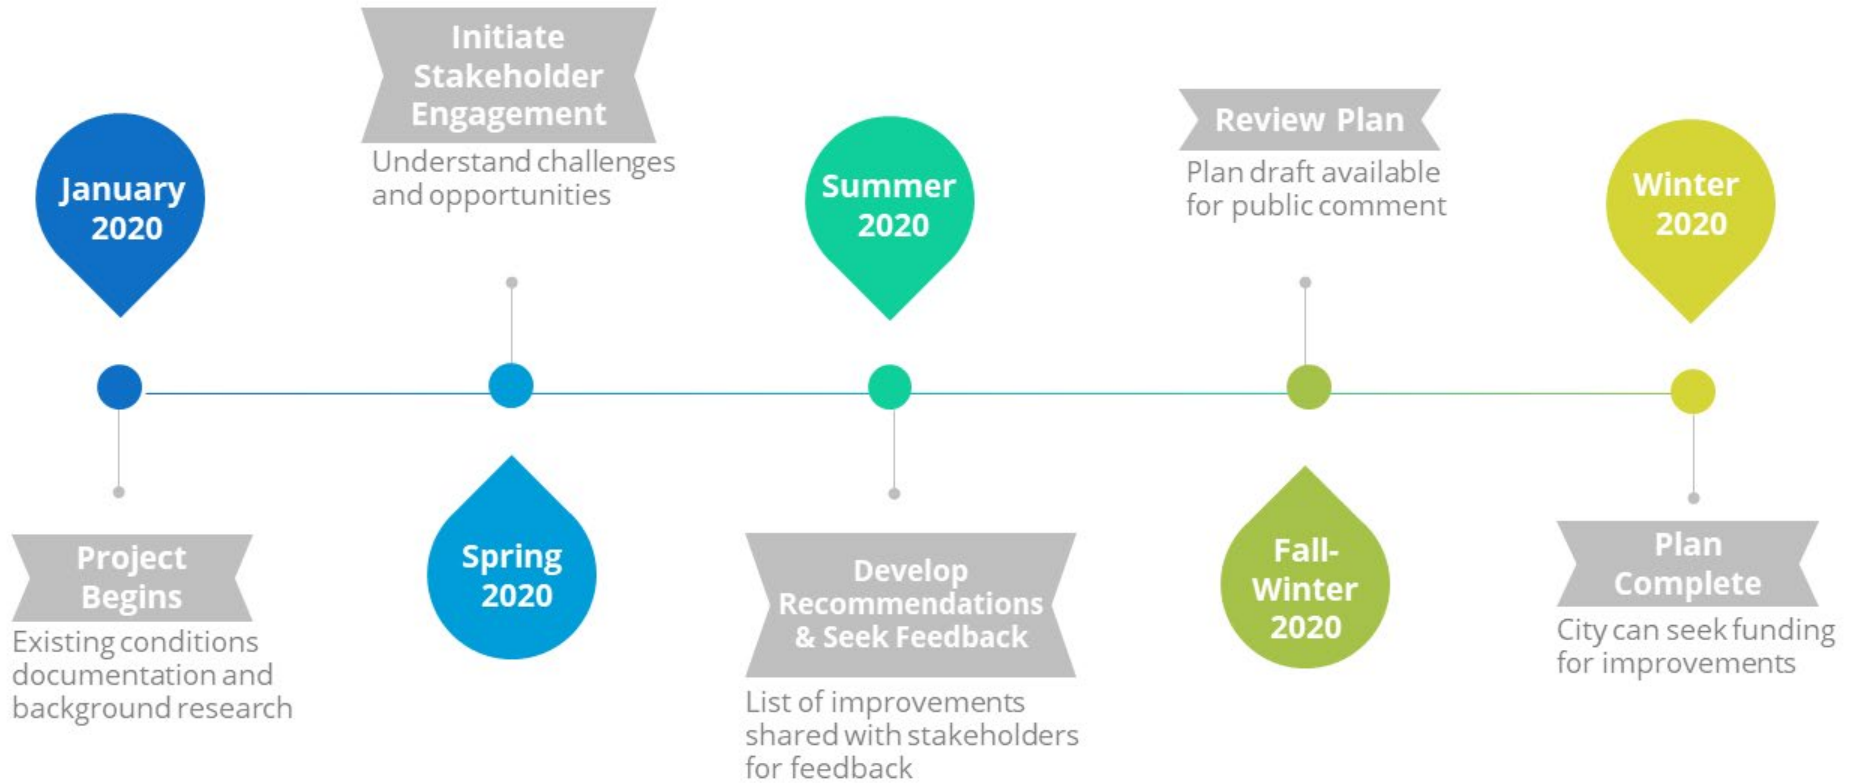 January
2020
Project
Begins
Existing conditions
documentation and
background research
Initiate
Stakeholder
Engagement
Understand challenges
and opportunities
Spring
2020
Summer
2020
Develop
Recommendations
& Seek Feedback
List of improvements
shared with stakeholders
for feedback
Review Plan
Plan draft available
for public comment
Fall-
Winter
2020
Winter
2020
Plan
Complete
City can seek funding
for improvements